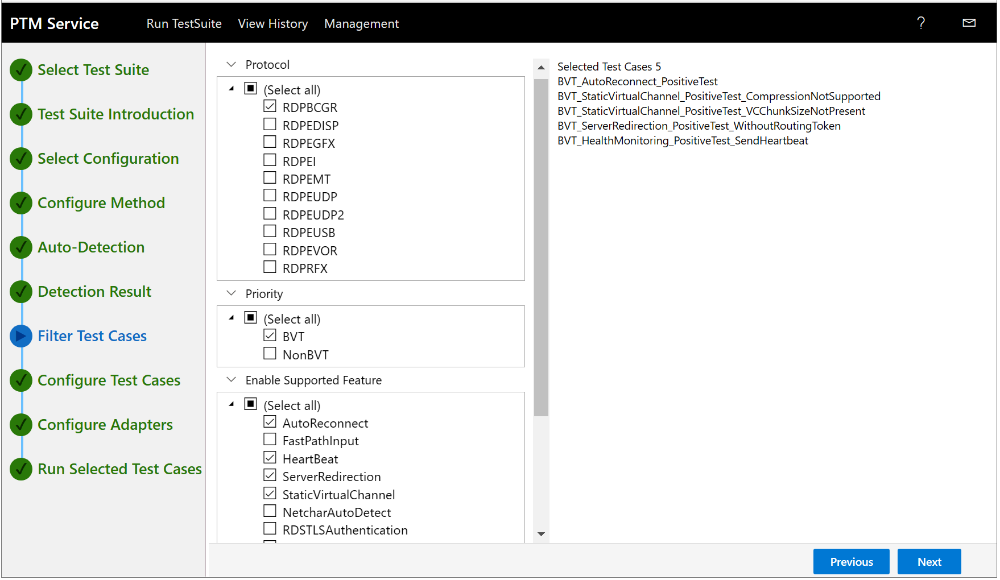 PTM Service
Run TestSuite
View History
Management
?
Select Test Suite
Test Suite Introduction
Select Configuration
Configure Method
Auto-Detection
Detection Result
Filter Test Cases
Configure Test Cases
Configure Adapters
Run Selected Test Cases
Protocol
(Select all)
RDPBCGR
RDPEDISP
RDPEGFX
RDPEI
RDPEMT
RDPEUDP
RDPEUDP2
RDPEUSB
RDPEVOR
RDPRFX
Priority
(Select all)
BVT
NonBVT
Enable Supported Feature
(Select all)
AutoReconnect
FastPathInput
HeartBeat
ServerRedirection
StaticVirtualChannel
NetcharAutoDetect
RDSTLSAuthentication
Selected Test Cases 5
BVT_AutoReconnect_PositiveTest
BVT_StaticVirtualChannel_PositiveTest_CompressionNotSupported
BVT_StaticVirtualChannel_PositiveTest_VCChunkSizeNotPresent
BVT_ServerRedirection_PositiveTest_WithoutRoutingToken
BVT_HealthMonitoring_PositiveTest_SendHeartbeat
Previous
Next